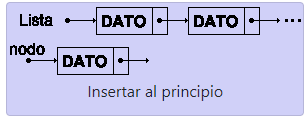 Lista DATO DATO ...
nodo
DATO
Insertar al principio